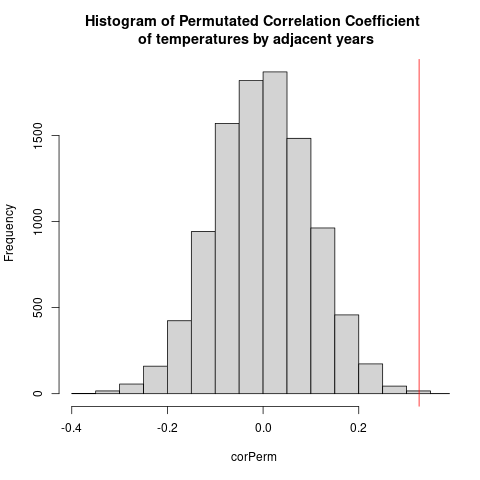 Histogram of Permutated Correlation Coefficient
of temperatures by adjacent years
Frequency
1500
1000
500
0
-0.4 -0.2 0.0 0.2
corPerm